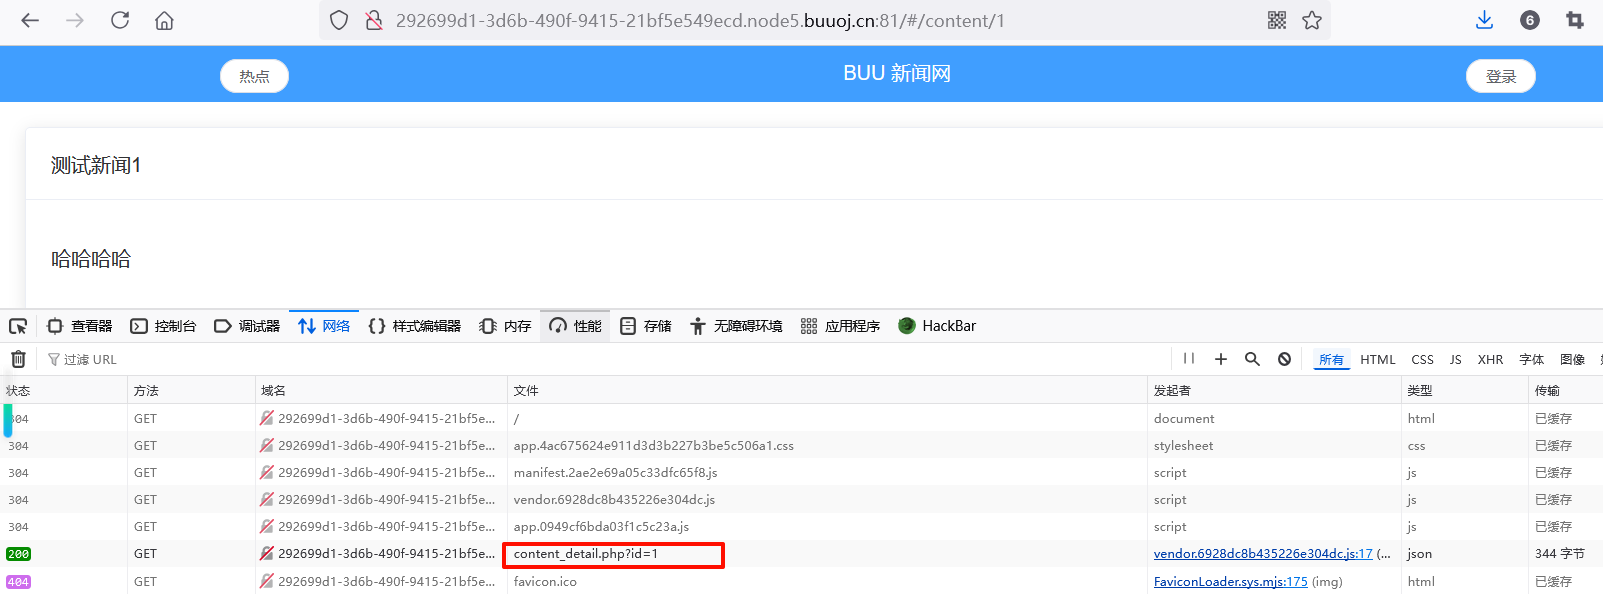 292699d1-3d6b-490f-9415-21bf5e549ecd.node5.buuoj.cn:81/#/content/1 6
热点 BUU 新闻网 登录
测试新闻1
哈哈哈哈
查看器 控制台 调试器 网络 {} 样式编辑器 内存 性能 存储 无障碍环境 应用程序 HackBar
过滤 URL 所有 HTML CSS JS XHR 字体 图像
状态 方法 域名 文件 发起者 类型 传输
304 GET 292699d1-3d6b-490f-9415-21bf5e... / document html 已缓存
304 GET 292699d1-3d6b-490f-9415-21bf5e... app.4ac675624e911d3d3b227b3be5c506a1.css stylesheet css 已缓存
304 GET 292699d1-3d6b-490f-9415-21bf5e... manifest.2ae2e69a05c33dfc65f8.js script js 已缓存
304 GET 292699d1-3d6b-490f-9415-21bf5e... vendor.6928dc8b435226e304dc.js script js 已缓存
304 GET 292699d1-3d6b-490f-9415-21bf5e... app.0949cf6bda03f1c5c23a.js script js 已缓存
200 GET 292699d1-3d6b-490f-9415-21bf5e... content_detail.php?id=1 vendor.6928dc8b435226e304dc.js:17 (... json 344 字节
404 GET 292699d1-3d6b-490f-9415-21bf5e... favicon.ico FaviconLoader.sys.mjs:175 (img) html 已缓存